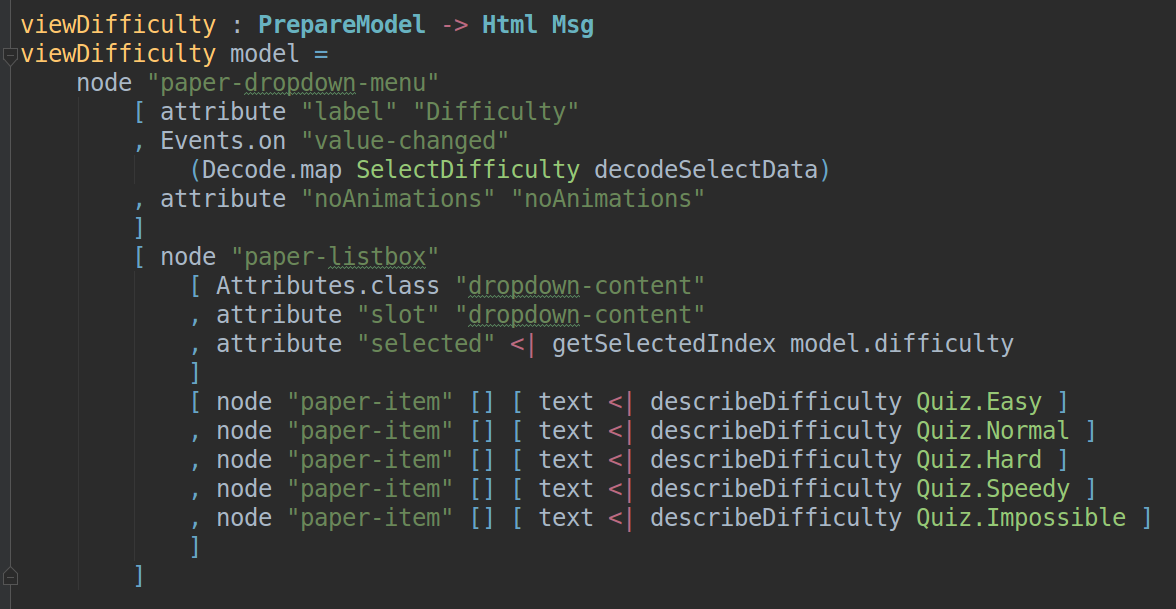 viewDifficulty : PrepareModel -> Html Msg
viewDifficulty model =
    node "paper-dropdown-menu"
        [ attribute "label" "Difficulty"
        , Events.on "value-changed"
            (Decode.map SelectDifficulty decodeSelectData)
        , attribute "noAnimations" "noAnimations"
        ]
        [ node "paper-listbox"
            [ Attributes.class "dropdown-content"
            , attribute "slot" "dropdown-content"
            , attribute "selected" <| getSelectedIndex model.difficulty
            ]
            [ node "paper-item" [] [ text <| describeDifficulty Quiz.Easy ]
            , node "paper-item" [] [ text <| describeDifficulty Quiz.Normal ]
            , node "paper-item" [] [ text <| describeDifficulty Quiz.Hard ]
            , node "paper-item" [] [ text <| describeDifficulty Quiz.Speedy ]
            , node "paper-item" [] [ text <| describeDifficulty Quiz.Impossible ]
            ]
        ]